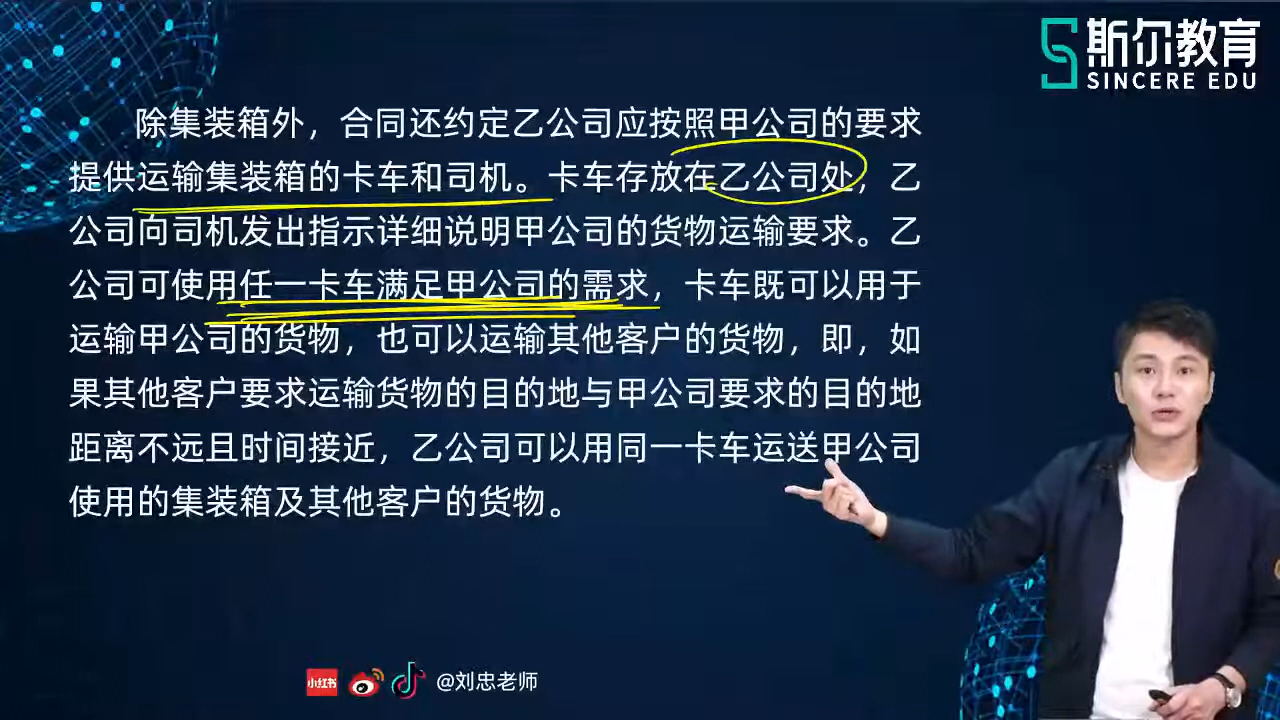 斯尔教育
SINCERE EDU
除集装箱外，合同还约定乙公司应按照甲公司的要求
提供运输集装箱的卡车和司机。卡车存放在乙公司处，乙
公司向司机发出指示详细说明甲公司的货物运输要求。乙
公司可使用任一卡车满足甲公司的需求，卡车既可以用于
运输甲公司的货物，也可以运输其他客户的货物，即，如
果其他客户要求运输货物的目的地与甲公司要求的目的地
距离不远且时间接近，乙公司可以用同一卡车运送甲公司
使用的集装箱及其他客户的货物。
小红书 @刘忠老师